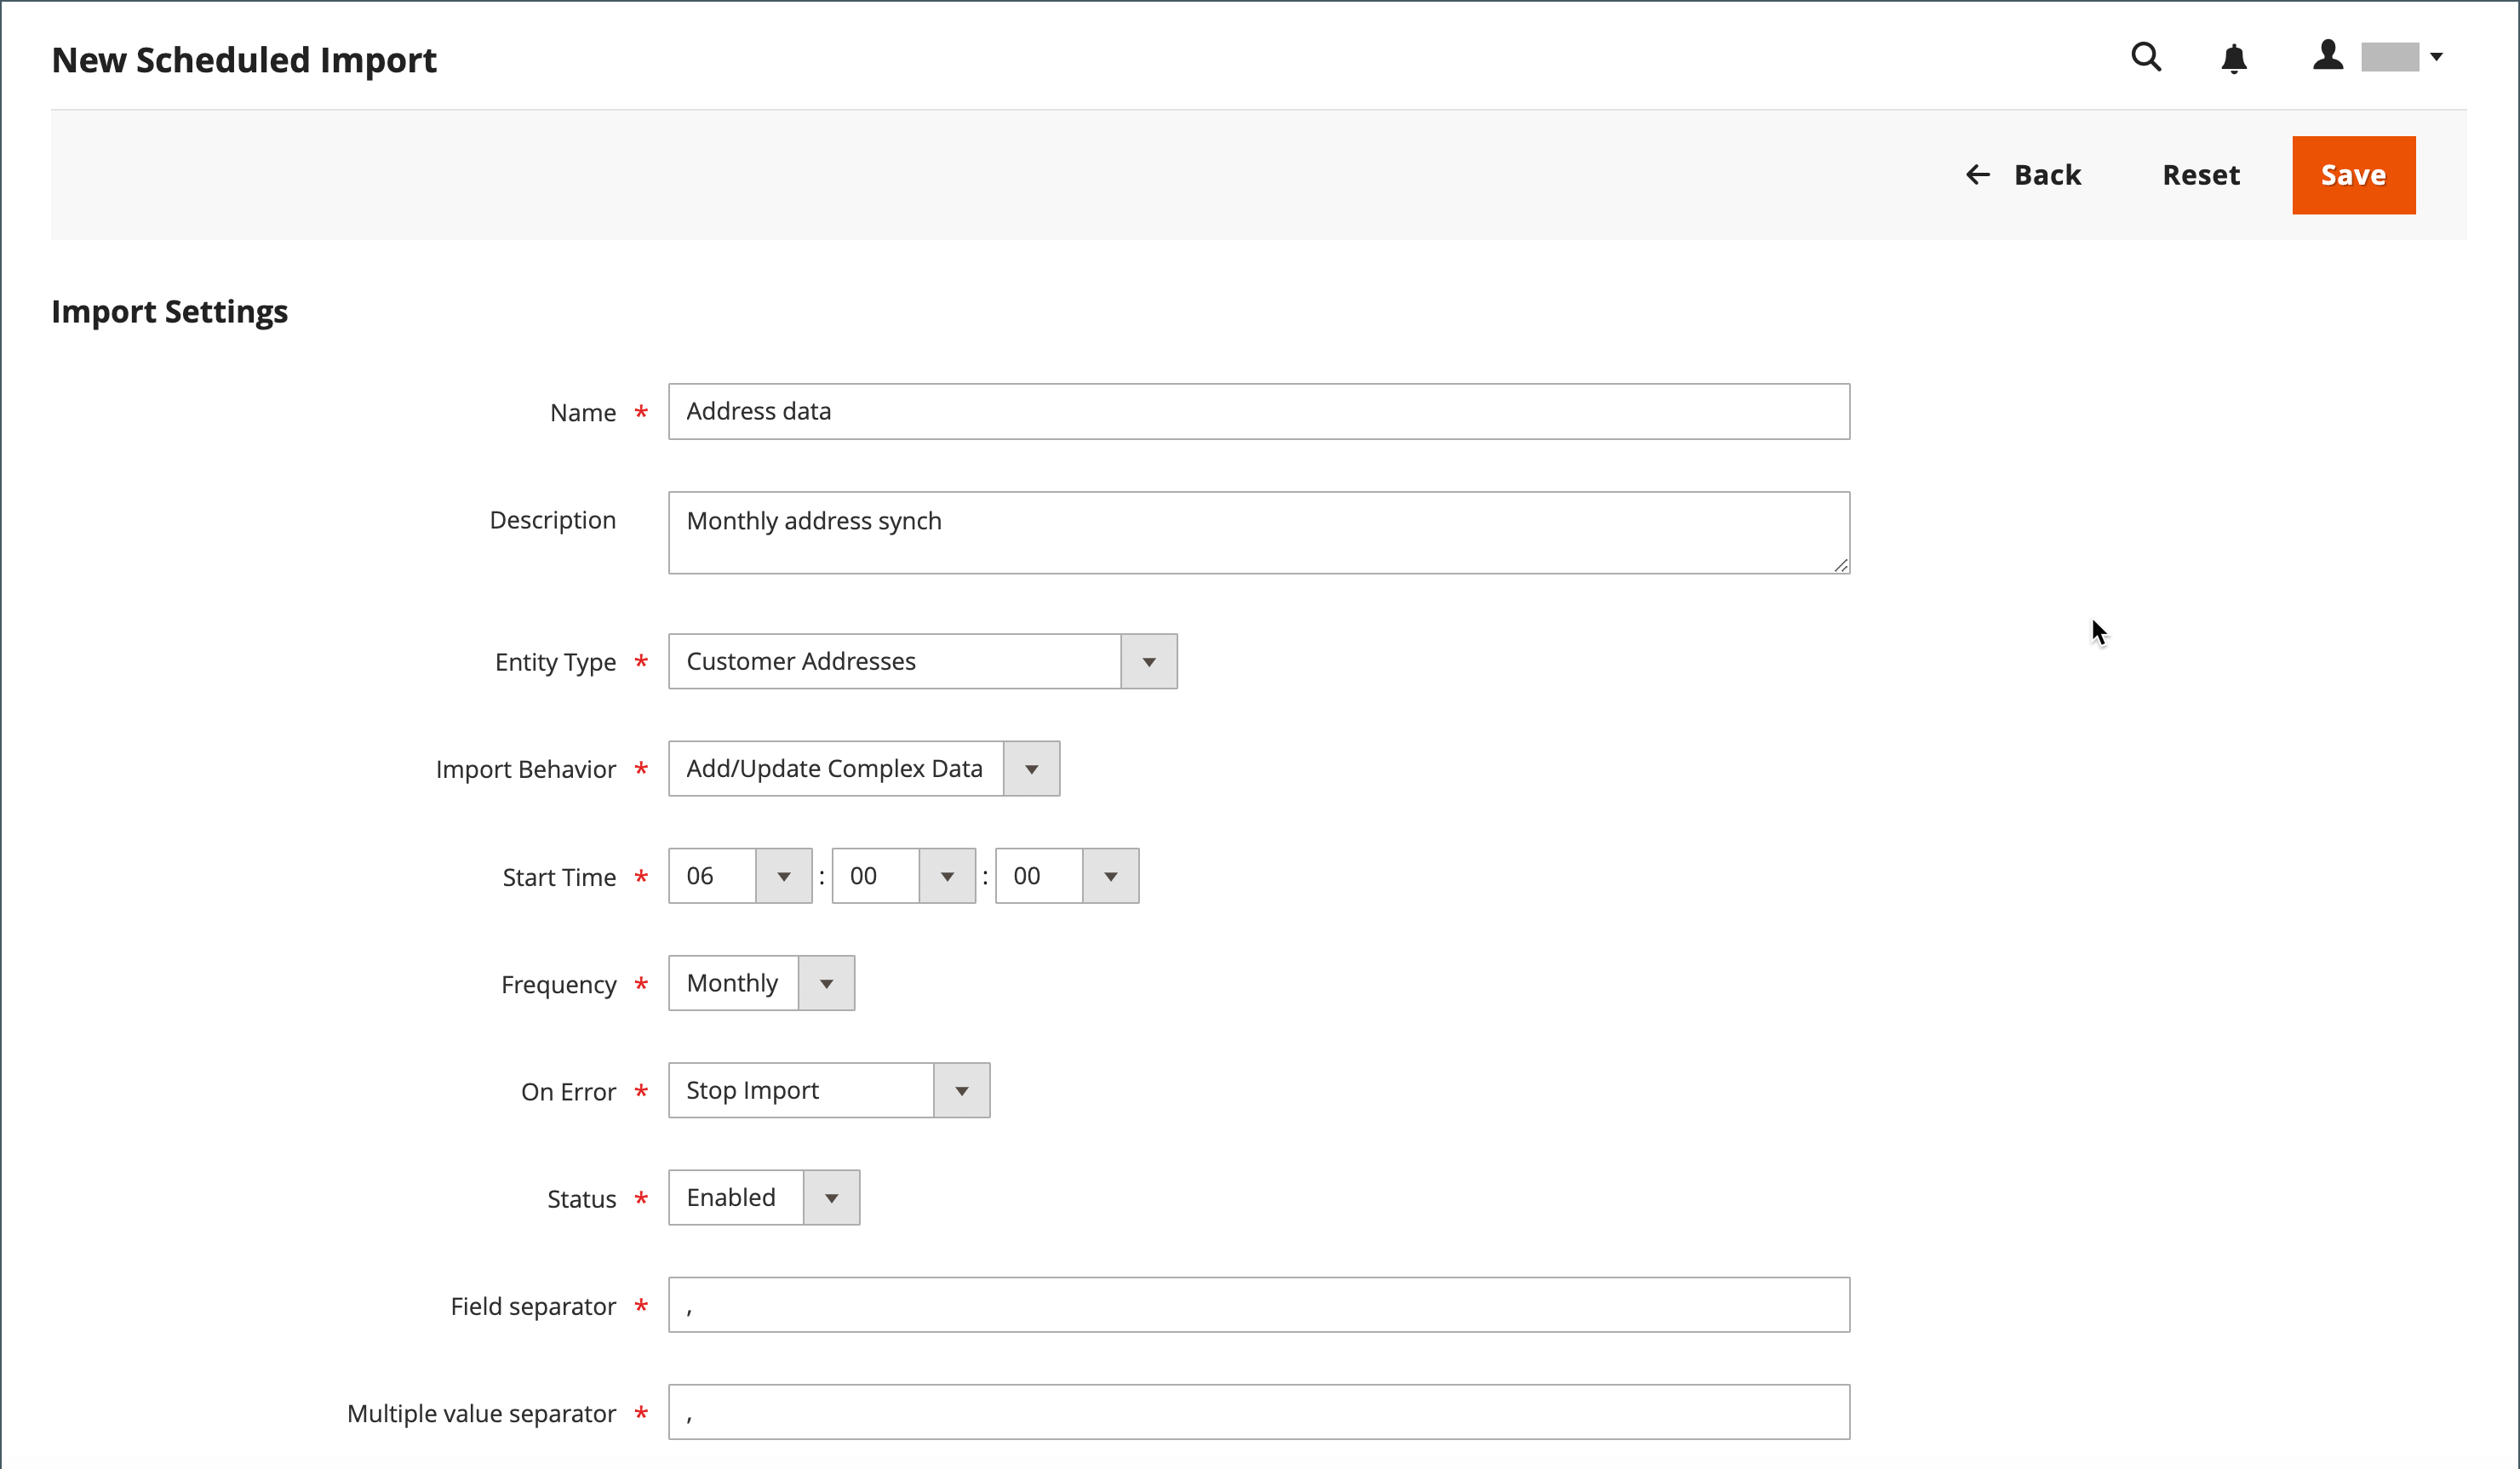 New Scheduled Import
Back Reset Save
Import Settings
Name * Address data
Description Monthly address synch
Entity Type * Customer Addresses
Import Behavior * Add/Update Complex Data
Start Time * 06 : 00 : 00
Frequency * Monthly
On Error * Stop Import
Status * Enabled
Field separator * ,
Multiple value separator * ,